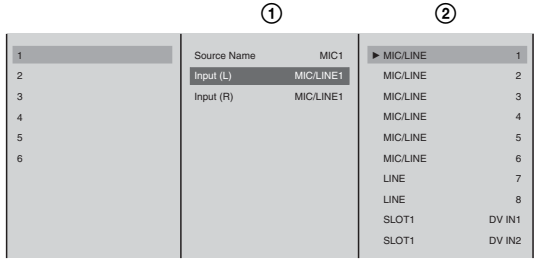 ① ②
1 Source Name MIC1 ▶ MIC/LINE 1
2 Input (L) MIC/LINE1 MIC/LINE 2
3 Input (R) MIC/LINE1 MIC/LINE 3
4 MIC/LINE 4
5 MIC/LINE 5
6 MIC/LINE 6
LINE 7
LINE 8
SLOT1 DV IN1
SLOT1 DV IN2